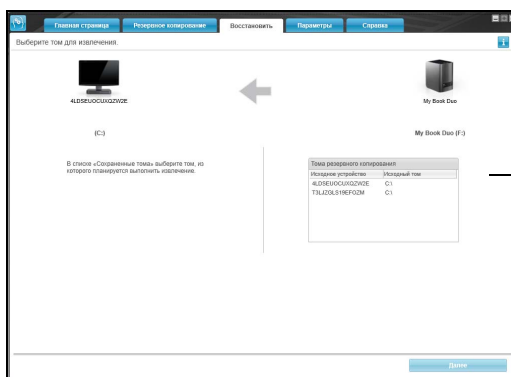 Главная страница Резервное копирование Восстановить Параметры Справка
Выберите том для извлечения:
4LDSEUOCUXQZW2E
My Book Duo
(C:)
My Book Duo (F:)
В списке «Сохраненные тома» выберите том, из
которого планируется выполнить извлечение.
Тома резервного копирования
Исходное устройство Исходный том
4LDSEUOCUXQZW2E C:\
T3LJZGLS19EFOZM C:\
Далее